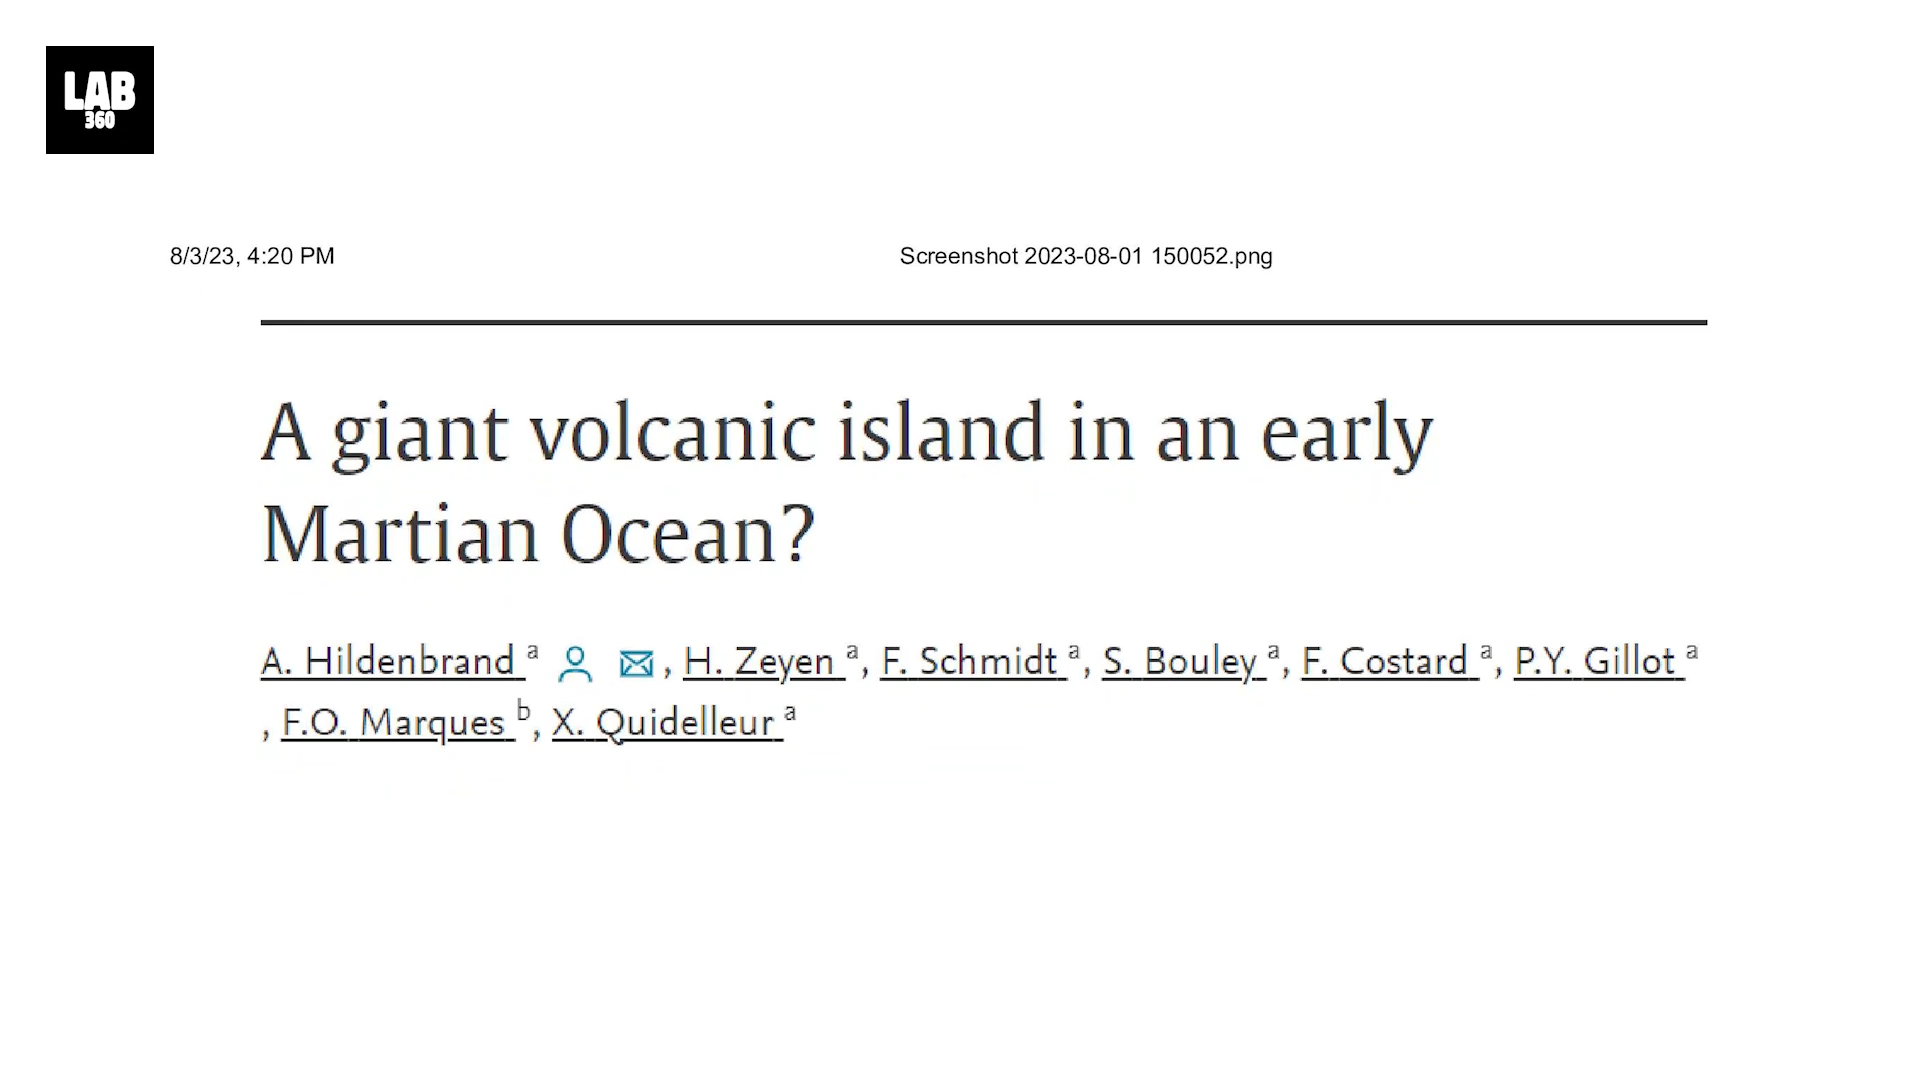 LAB
360
8/3/23, 4:20 PM Screenshot 2023-08-01 150052.png
A giant volcanic island in an early
Martian Ocean?
A. Hildenbrand a , H. Zeyen a, F. Schmidt a, S. Bouley a, F. Costard a, P.Y. Gillot a
, F.O. Marques b, X. Quidelleur a